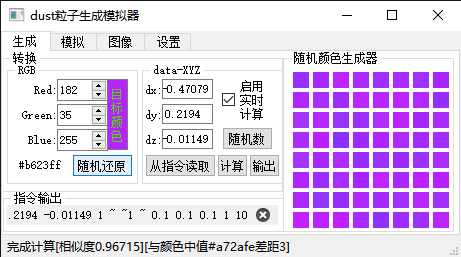 dust粒子生成模拟器
生成 模拟 图像 设置
转换
RGB
Red: 182
Green: 35
Blue: 255
目标颜色
#b623ff 随机还原
data-XYZ
dx: -0.47079
dy: 0.2194
dz: -0.01149
启用
实时
计算
随机数
从指令读取 计算 输出
随机颜色生成器
指令输出
.2194 -0.01149 1 ~ ~1 ~ 0.1 0.1 0.1 1 10
完成计算[相似度0.96715][与颜色中值#a72afe差距3]